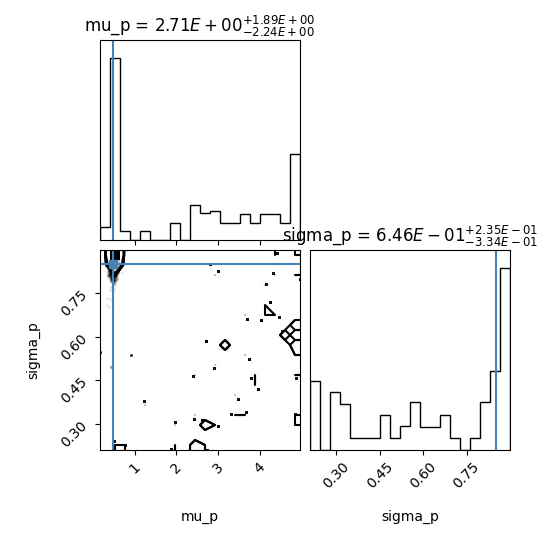 mu_p = 2.71E + 00+1.89E+00 −2.24E+00
sigma_p = 6.46E − 01+2.35E−01 −3.34E−01
0.75
0.60
0.45
0.30
sigma_p
1 2 3 4
0.30 0.45 0.60 0.75
mu_p
sigma_p